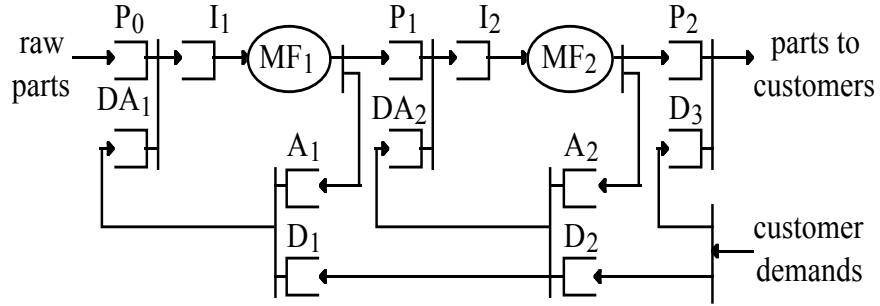 P0 I1 P1 I2 P2
raw parts
MF1 MF2
parts to customers
DA1 DA2 D3
A1 A2
D1 D2
customer demands